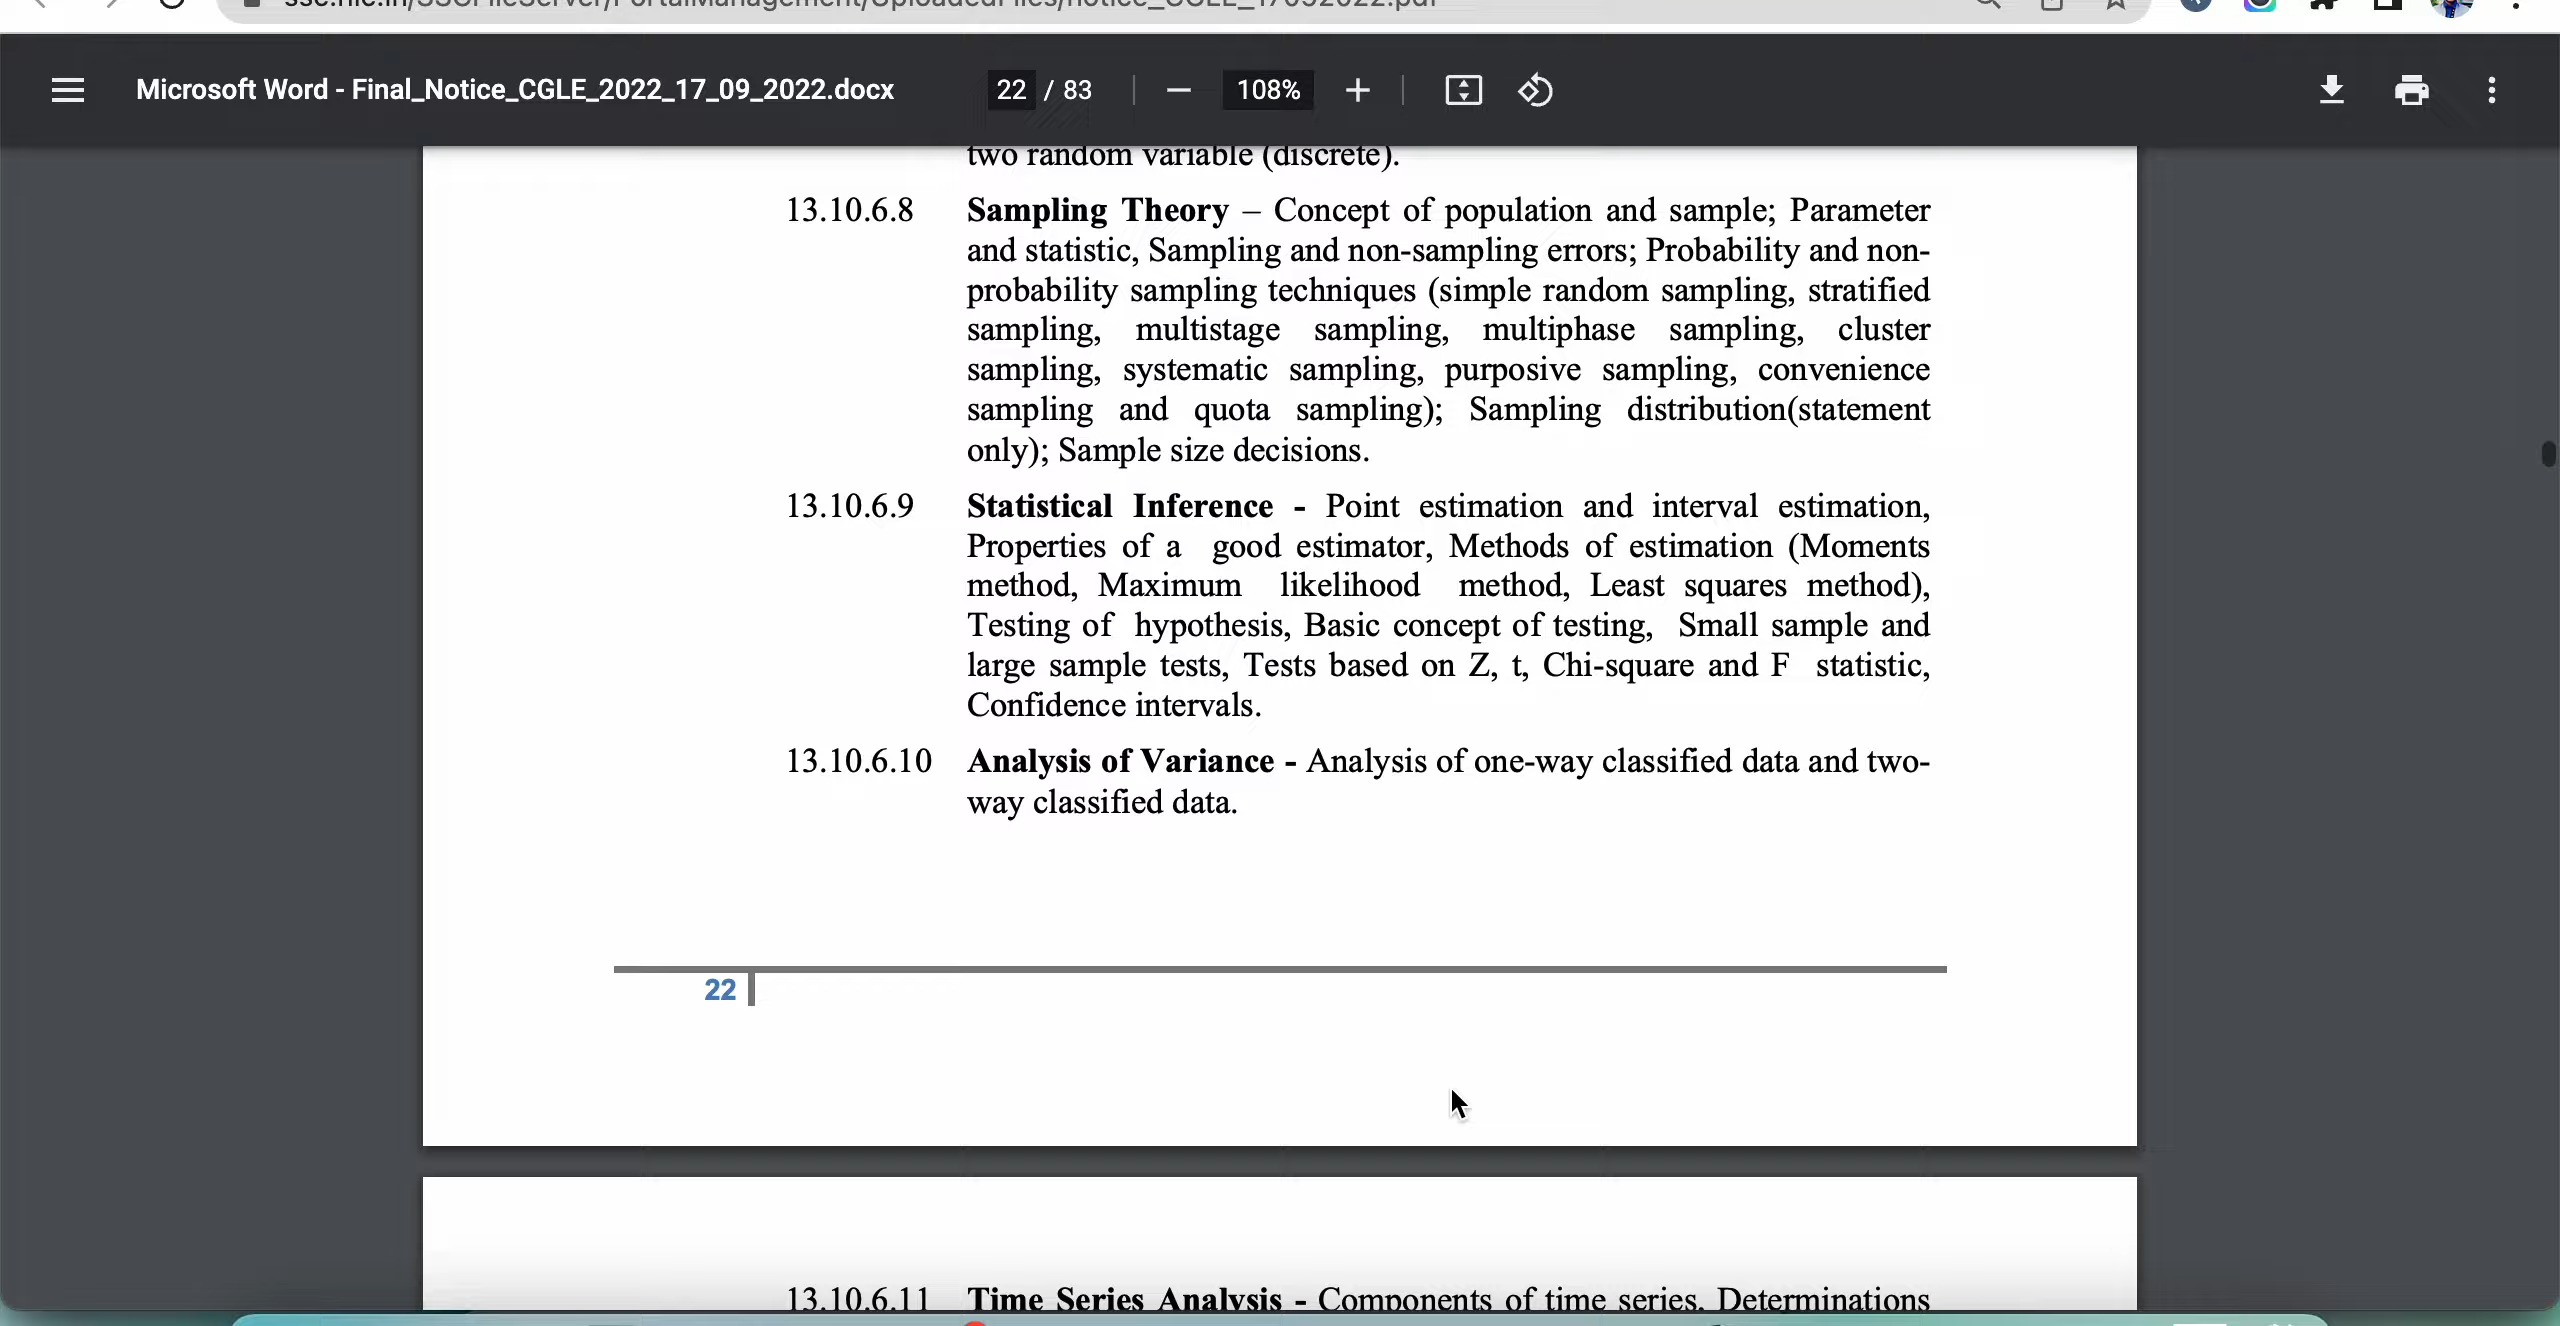 Microsoft Word - Final_Notice_CGLE_2022_17_09_2022.docx 22 / 83 108%
two random variable (discrete).
13.10.6.8 Sampling Theory – Concept of population and sample; Parameter
and statistic, Sampling and non-sampling errors; Probability and non-
probability sampling techniques (simple random sampling, stratified
sampling, multistage sampling, multiphase sampling, cluster
sampling, systematic sampling, purposive sampling, convenience
sampling and quota sampling); Sampling distribution(statement
only); Sample size decisions.
13.10.6.9 Statistical Inference - Point estimation and interval estimation,
Properties of a good estimator, Methods of estimation (Moments
method, Maximum likelihood method, Least squares method),
Testing of hypothesis, Basic concept of testing, Small sample and
large sample tests, Tests based on Z, t, Chi-square and F statistic,
Confidence intervals.
13.10.6.10 Analysis of Variance - Analysis of one-way classified data and two-
way classified data.
22
13.10.6.11 Time Series Analysis - Components of time series, Determinations